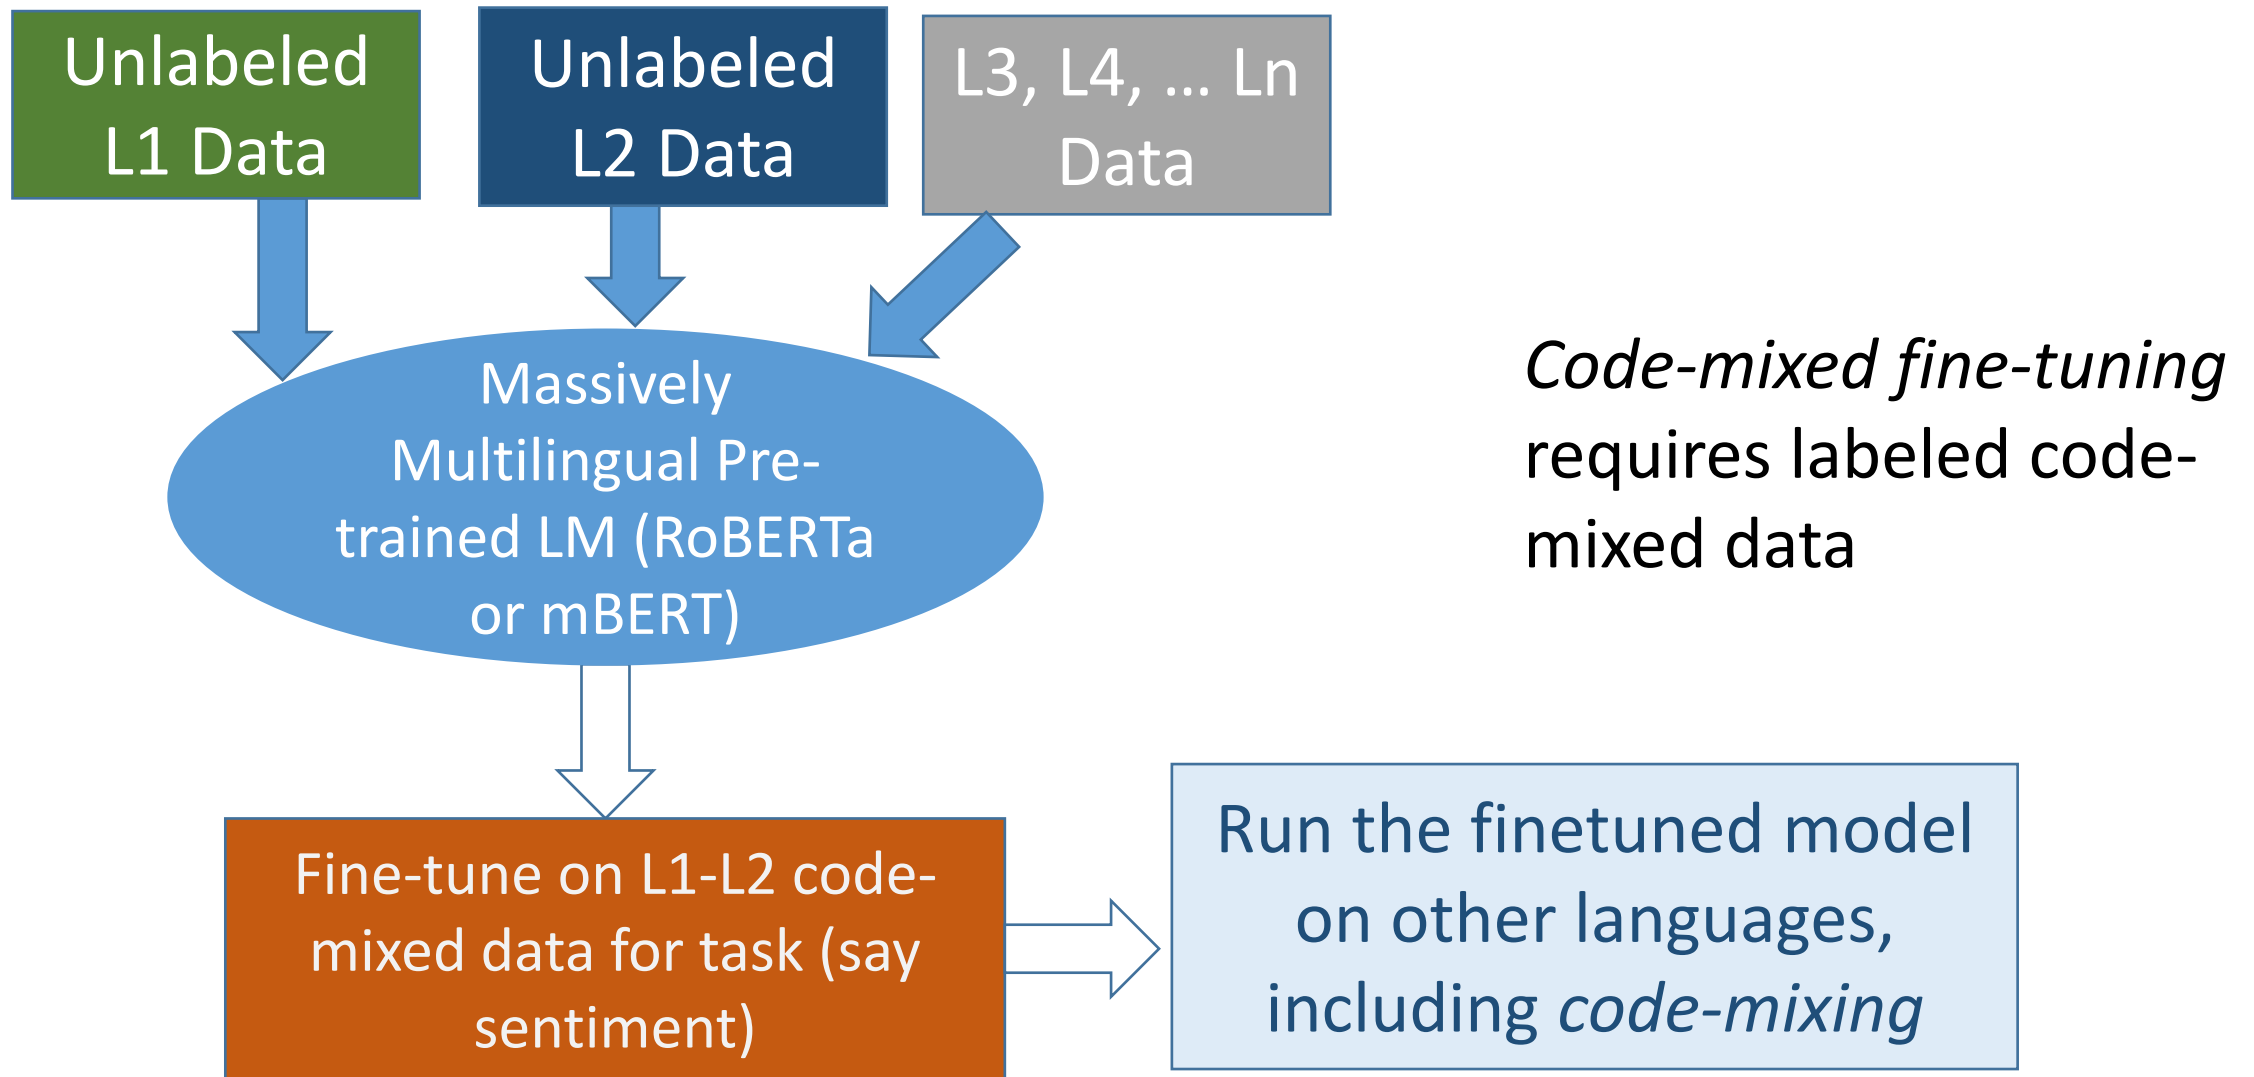 Unlabeled
L1 Data
Unlabeled
L2 Data
L3, L4, … Ln
Data
Massively
Multilingual Pre-
trained LM (RoBERTa
or mBERT)
Code-mixed fine-tuning
requires labeled code-
mixed data
Fine-tune on L1-L2 code-
mixed data for task (say
sentiment)
Run the finetuned model
on other languages,
including code-mixing